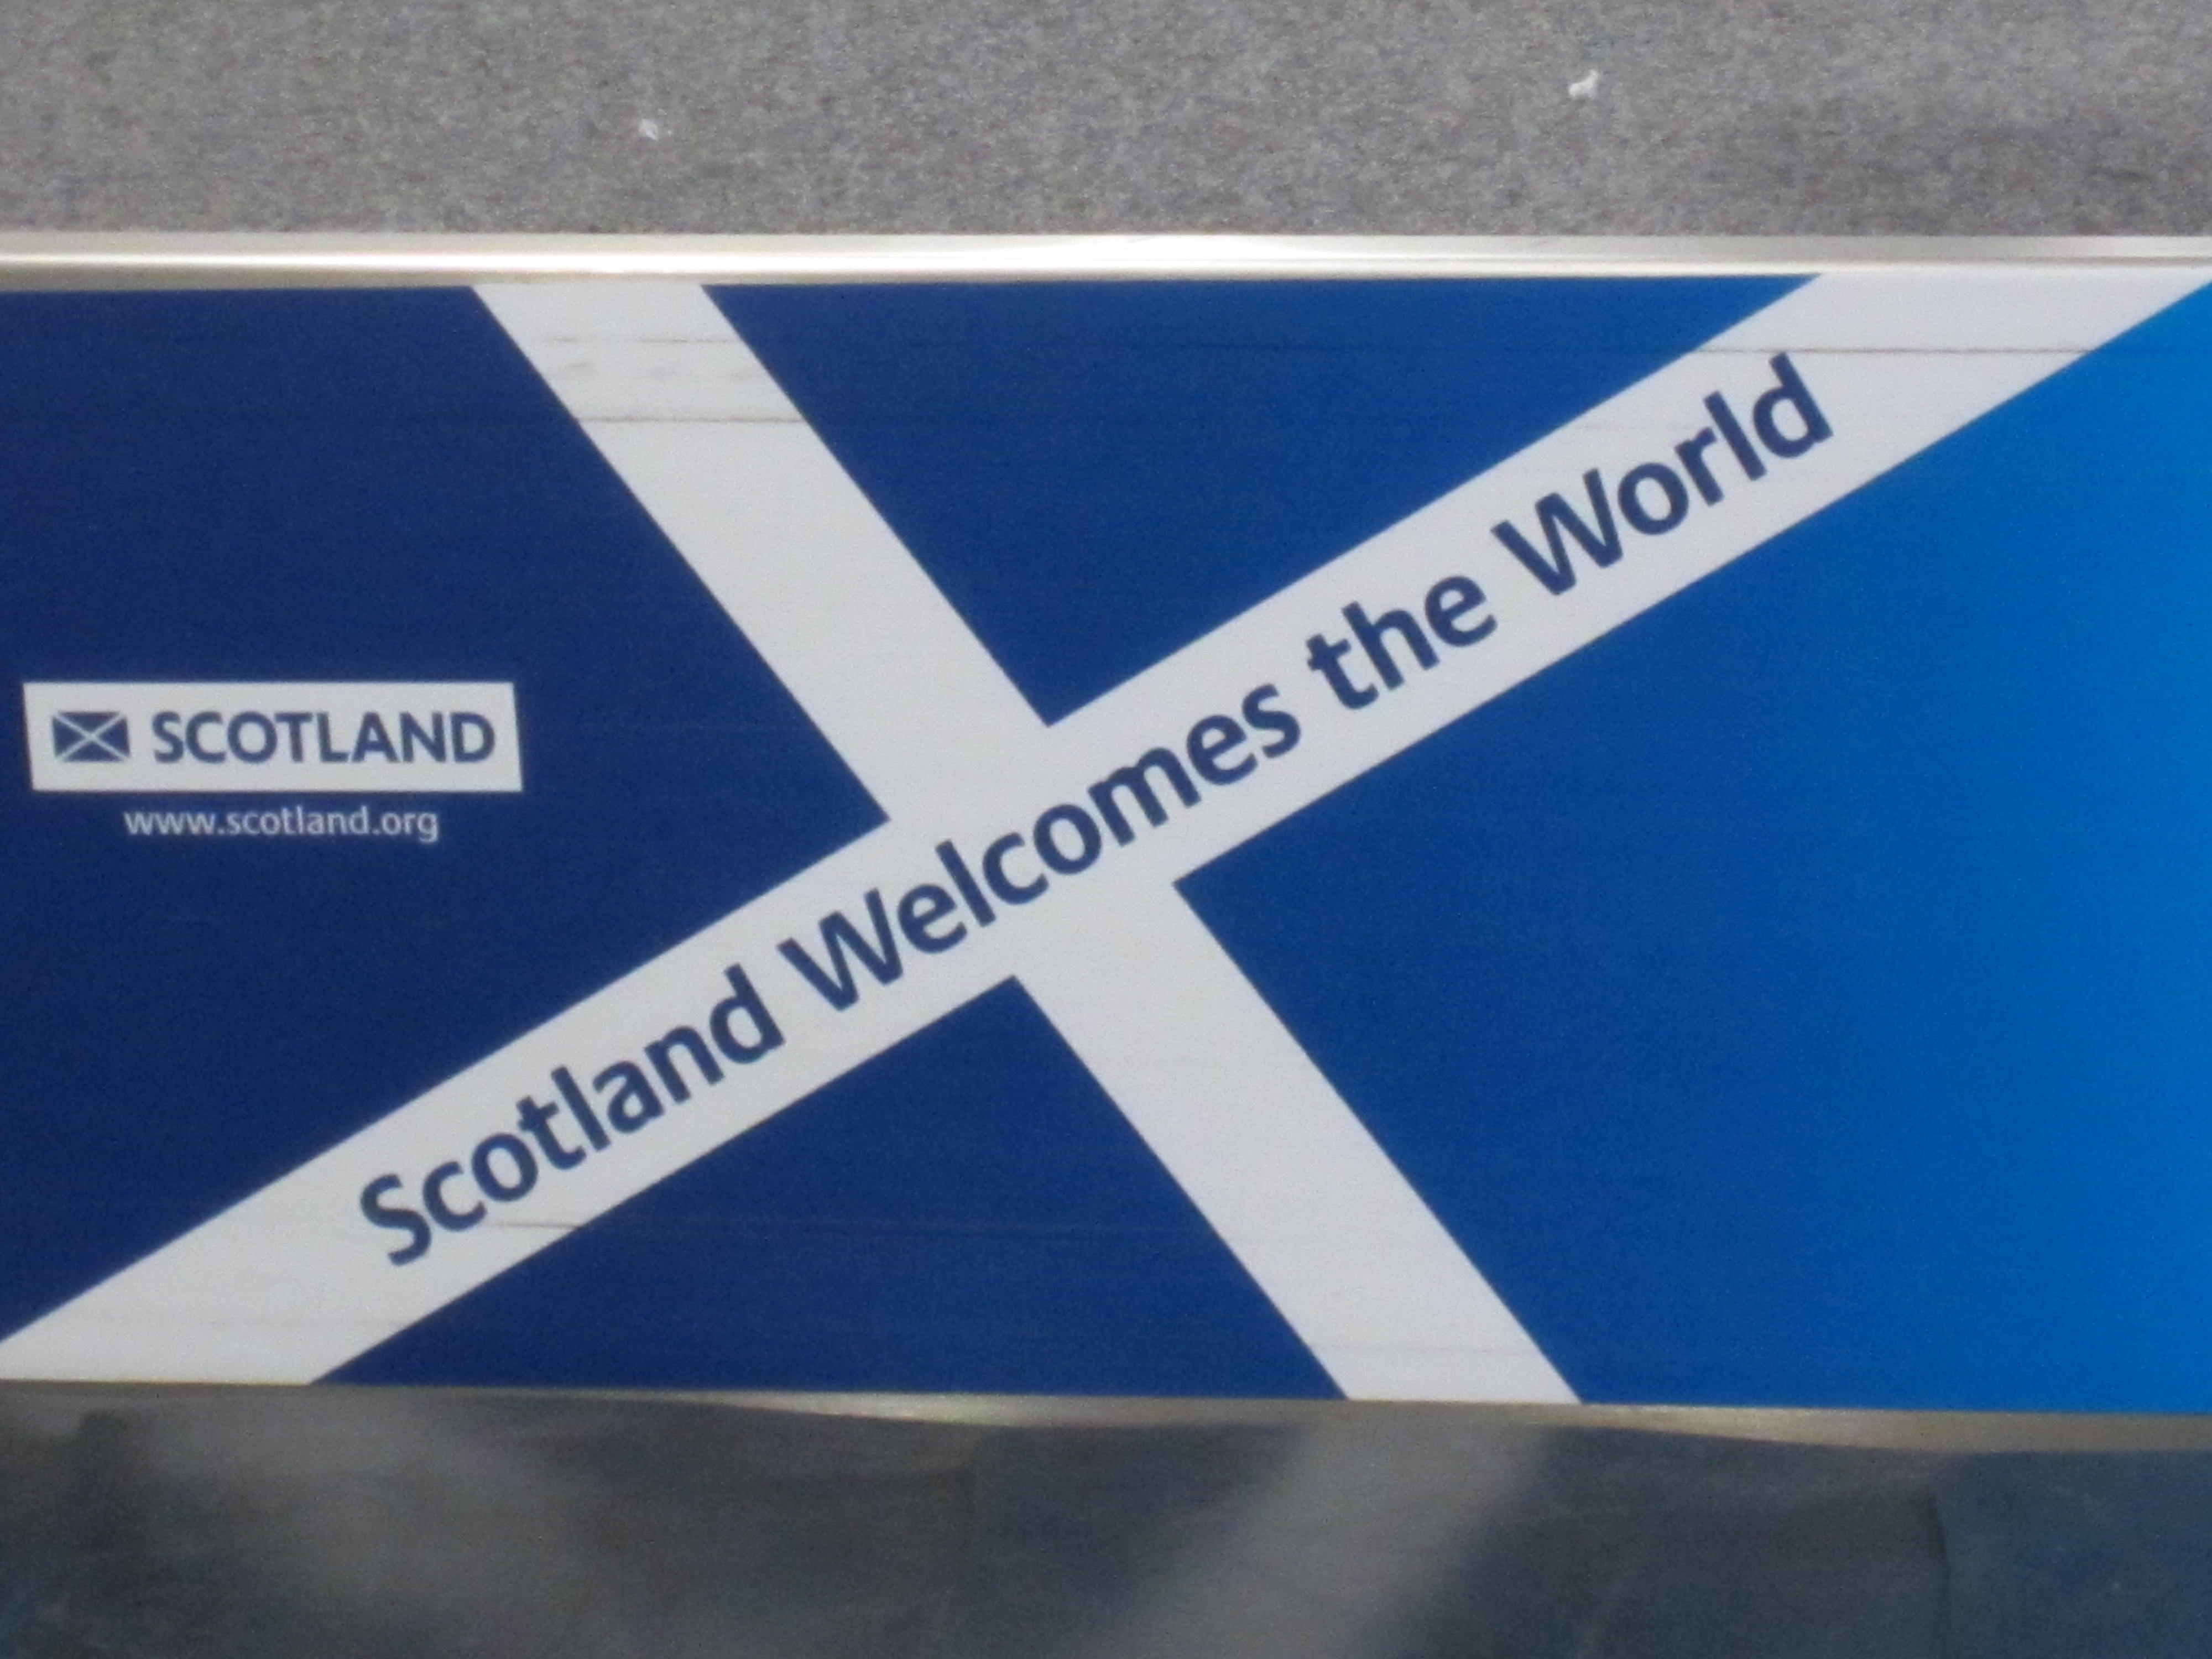 SCOTLAND
www.scotland.org
Scotland Welcomes the World